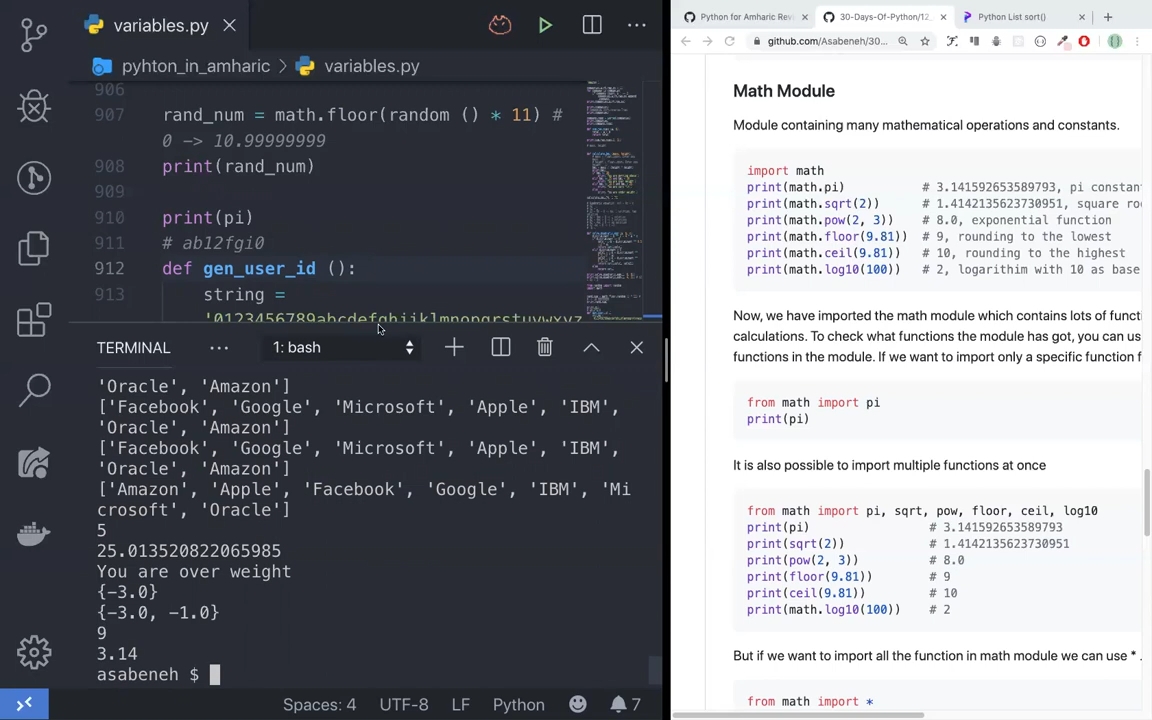 variables.py
pyhton_in_amharic > variables.py
906
907 rand_num = math.floor(random () * 11) #
0 -> 10.99999999
908 print(rand_num)
909
910 print(pi)
911 # ab12fgi0
912 def gen_user_id ():
913 string =
'0123456789abcdefghijklmnopqrstuvwxyz
TERMINAL ... 1: bash
'Oracle', 'Amazon']
['Facebook', 'Google', 'Microsoft', 'Apple', 'IBM',
'Oracle', 'Amazon']
['Facebook', 'Google', 'Microsoft', 'Apple', 'IBM',
'Oracle', 'Amazon']
['Amazon', 'Apple', 'Facebook', 'Google', 'IBM', 'Mi
crosoft', 'Oracle']
5
25.013520822065985
You are over weight
{-3.0}
{-3.0, -1.0}
9
3.14
asabeneh $
Spaces: 4 UTF-8 LF Python 7
Python for Amharic Rev
30-Days-Of-Python/12_
Python List sort()
github.com/Asabeneh/30...
Math Module
Module containing many mathematical operations and constants.
import math
print(math.pi) # 3.141592653589793, pi constan
print(math.sqrt(2)) # 1.4142135623730951, square roo
print(math.pow(2, 3)) # 8.0, exponential function
print(math.floor(9.81)) # 9, rounding to the lowest
print(math.ceil(9.81)) # 10, rounding to the highest
print(math.log10(100)) # 2, logarithim with 10 as base
Now, we have imported the math module which contains lots of functi
calculations. To check what functions the module has got, you can us
functions in the module. If we want to import only a specific function f
from math import pi
print(pi)
It is also possible to import multiple functions at once
from math import pi, sqrt, pow, floor, ceil, log10
print(pi) # 3.141592653589793
print(sqrt(2)) # 1.4142135623730951
print(pow(2, 3)) # 8.0
print(floor(9.81)) # 9
print(ceil(9.81)) # 10
print(math.log10(100)) # 2
But if we want to import all the function in math module we can use * .
from math import *